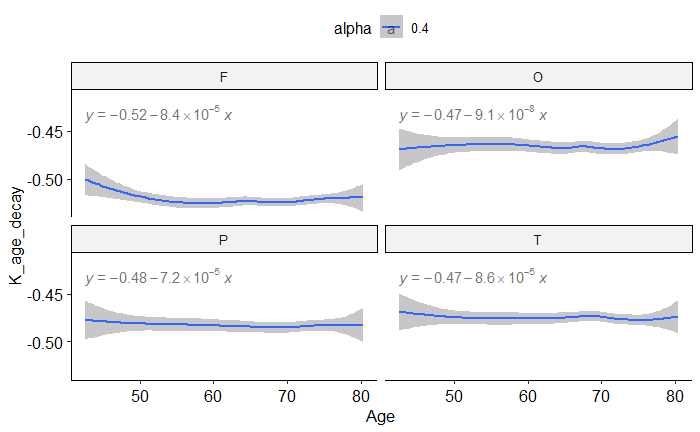 alpha a 0.4
F O
y = −0.52 − 8.4 × 10⁻⁵ x y = −0.47 − 9.1 × 10⁻⁸ x
-0.45
-0.50
P T
y = −0.48 − 7.2 × 10⁻⁵ x y = −0.47 − 8.6 × 10⁻⁵ x
-0.45
-0.50
K_age_decay
50 60 70 80 50 60 70 80
Age